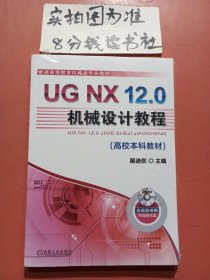 实拍图为准
8分钱读书社
普通高等教育机械类专业教材
UG NX 12.0
机械设计教程
UG NX 12.0 JIXIE SHEJI JIAOCHENG
(高校本科教材)
展迪优 ◎ 主编
机械工业出版社